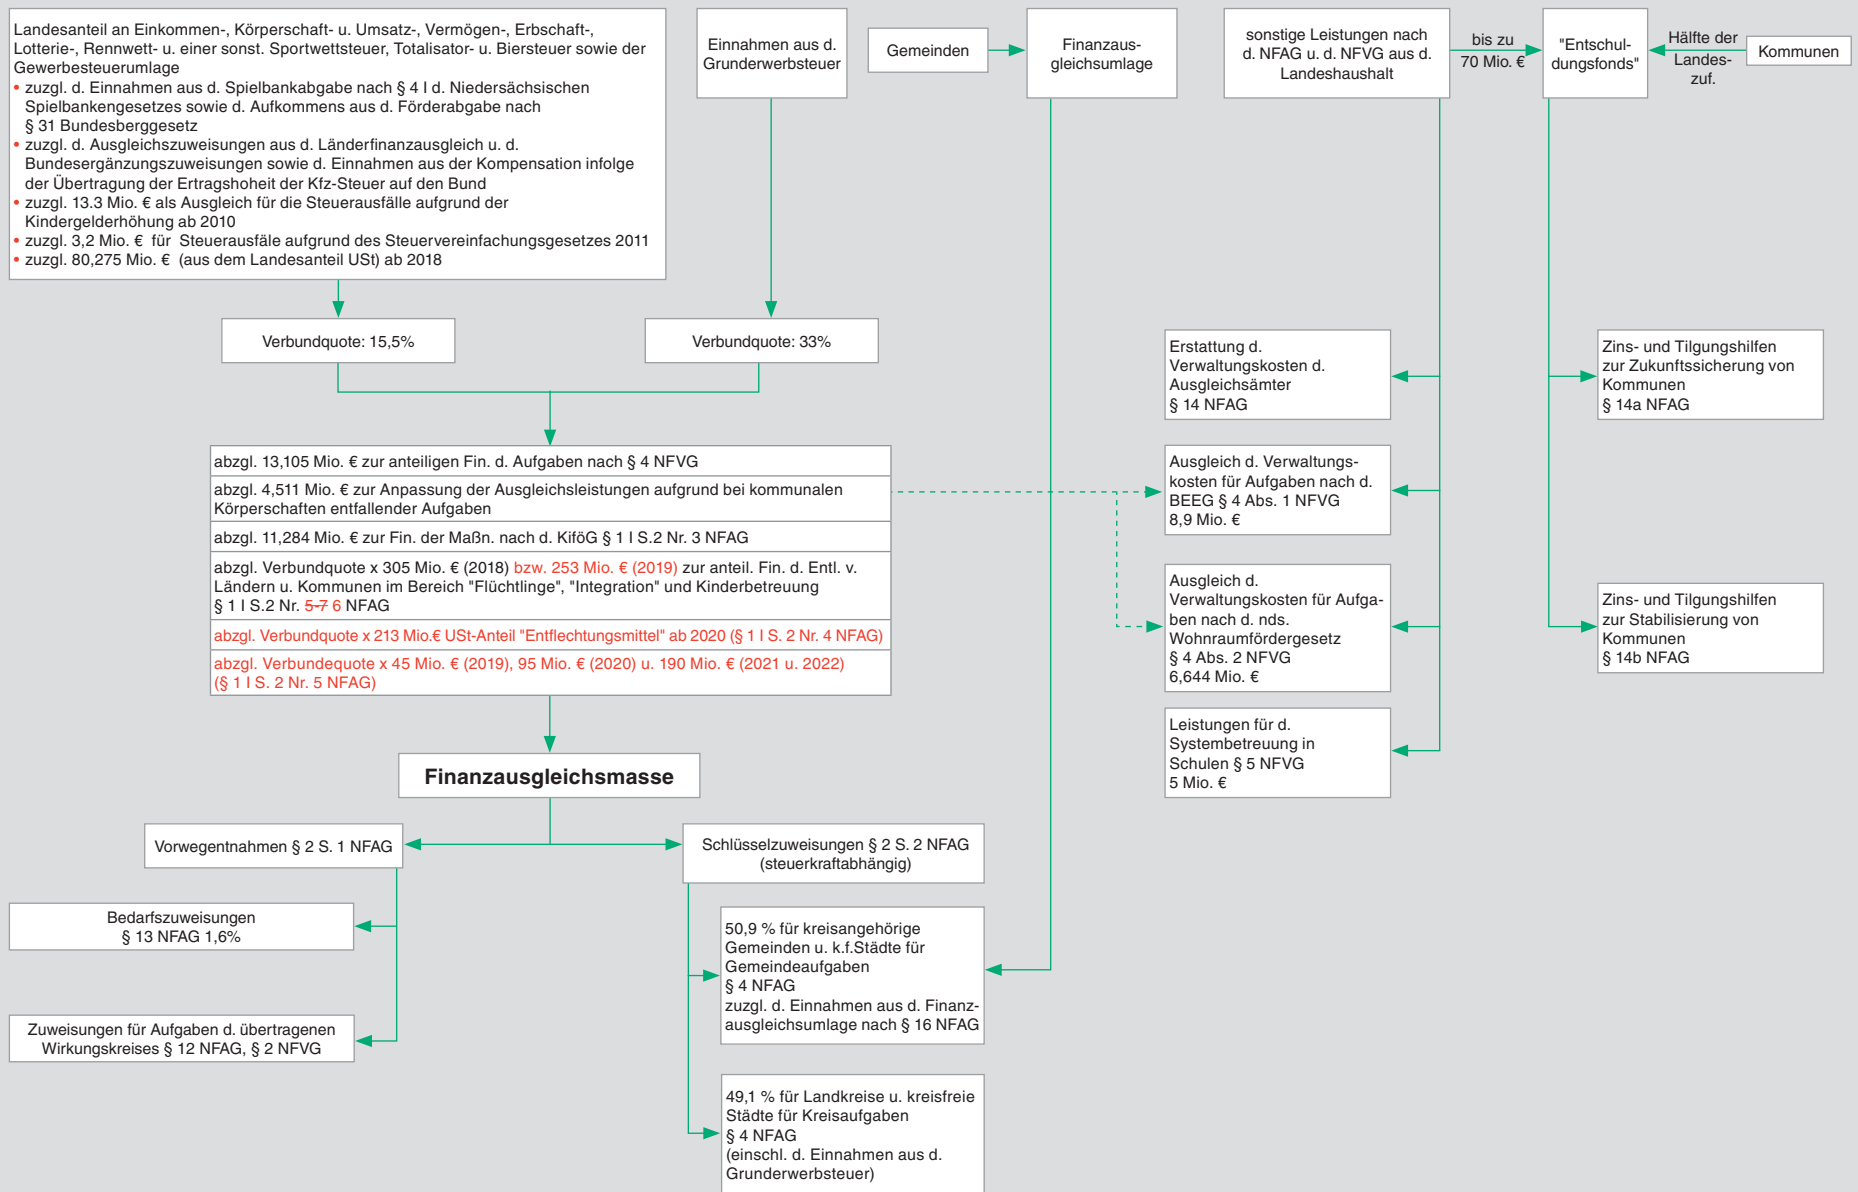 Landesanteil an Einkommen-, Körperschaft- u. Umsatz-, Vermögen-, Erbschaft-,
Lotterie-, Rennwett- u. einer sonst. Sportwettsteuer, Totalisator- u. Biersteuer sowie der
Gewerbesteuerumlage
• zuzgl. d. Einnahmen aus d. Spielbankabgabe nach § 4 I d. Niedersächsischen
Spielbankengesetzes sowie d. Aufkommens aus d. Förderabgabe nach
§ 31 Bundesberggesetz
• zuzgl. d. Ausgleichszuweisungen aus d. Länderfinanzausgleich u. d.
Bundesergänzungszuweisungen sowie d. Einnahmen aus der Kompensation infolge
der Übertragung der Ertragshoheit der Kfz-Steuer auf den Bund
• zuzgl. 13.3 Mio. € als Ausgleich für die Steuerausfälle aufgrund der
Kindergelderhöhung ab 2010
• zuzgl. 3,2 Mio. € für Steuerausfäle aufgrund des Steuervereinfachungsgesetzes 2011
• zuzgl. 80,275 Mio. € (aus dem Landesanteil USt) ab 2018
Einnahmen aus d.
Grunderwerbsteuer
Gemeinden
Finanzaus-
gleichsumlage
sonstige Leistungen nach
d. NFAG u. d. NFVG aus d.
Landeshaushalt
bis zu
70 Mio. €
"Entschul-
dungsfonds"
Hälfte der
Landes-
zuf.
Kommunen
Verbundquote: 15,5%
Verbundquote: 33%
abzgl. 13,105 Mio. € zur anteiligen Fin. d. Aufgaben nach § 4 NFVG
abzgl. 4,511 Mio. € zur Anpassung der Ausgleichsleistungen aufgrund bei kommunalen
Körperschaften entfallender Aufgaben
abzgl. 11,284 Mio. € zur Fin. der Maßn. nach d. KiföG § 1 I S.2 Nr. 3 NFAG
abzgl. Verbundquote x 305 Mio. € (2018) bzw. 253 Mio. € (2019) zur anteil. Fin. d. Entl. v.
Ländern u. Kommunen im Bereich "Flüchtlinge", "Integration" und Kinderbetreuung
§ 1 I S.2 Nr. 5-7 6 NFAG
abzgl. Verbundquote x 213 Mio.€ USt-Anteil "Entflechtungsmittel" ab 2020 (§ 1 I S. 2 Nr. 4 NFAG)
abzgl. Verbundequote x 45 Mio. € (2019), 95 Mio. € (2020) u. 190 Mio. € (2021 u. 2022)
(§ 1 I S. 2 Nr. 5 NFAG)
Erstattung d.
Verwaltungskosten d.
Ausgleichsämter
§ 14 NFAG
Ausgleich d. Verwaltungs-
kosten für Aufgaben nach d.
BEEG § 4 Abs. 1 NFVG
8,9 Mio. €
Ausgleich d.
Verwaltungskosten für Aufga-
ben nach d. nds.
Wohnraumfördergesetz
§ 4 Abs. 2 NFVG
6,644 Mio. €
Leistungen für d.
Systembetreuung in
Schulen § 5 NFVG
5 Mio. €
Zins- und Tilgungshilfen
zur Zukunftssicherung von
Kommunen
§ 14a NFAG
Zins- und Tilgungshilfen
zur Stabilisierung von
Kommunen
§ 14b NFAG
Finanzausgleichsmasse
Vorwegentnahmen § 2 S. 1 NFAG
Schlüsselzuweisungen § 2 S. 2 NFAG
(steuerkraftabhängig)
Bedarfszuweisungen
§ 13 NFAG 1,6%
Zuweisungen für Aufgaben d. übertragenen
Wirkungskreises § 12 NFAG, § 2 NFVG
50,9 % für kreisangehörige
Gemeinden u. k.f.Städte für
Gemeindeaufgaben
§ 4 NFAG
zuzgl. d. Einnahmen aus d. Finanz-
ausgleichsumlage nach § 16 NFAG
49,1 % für Landkreise u. kreisfreie
Städte für Kreisaufgaben
§ 4 NFAG
(einschl. d. Einnahmen aus d.
Grunderwerbsteuer)